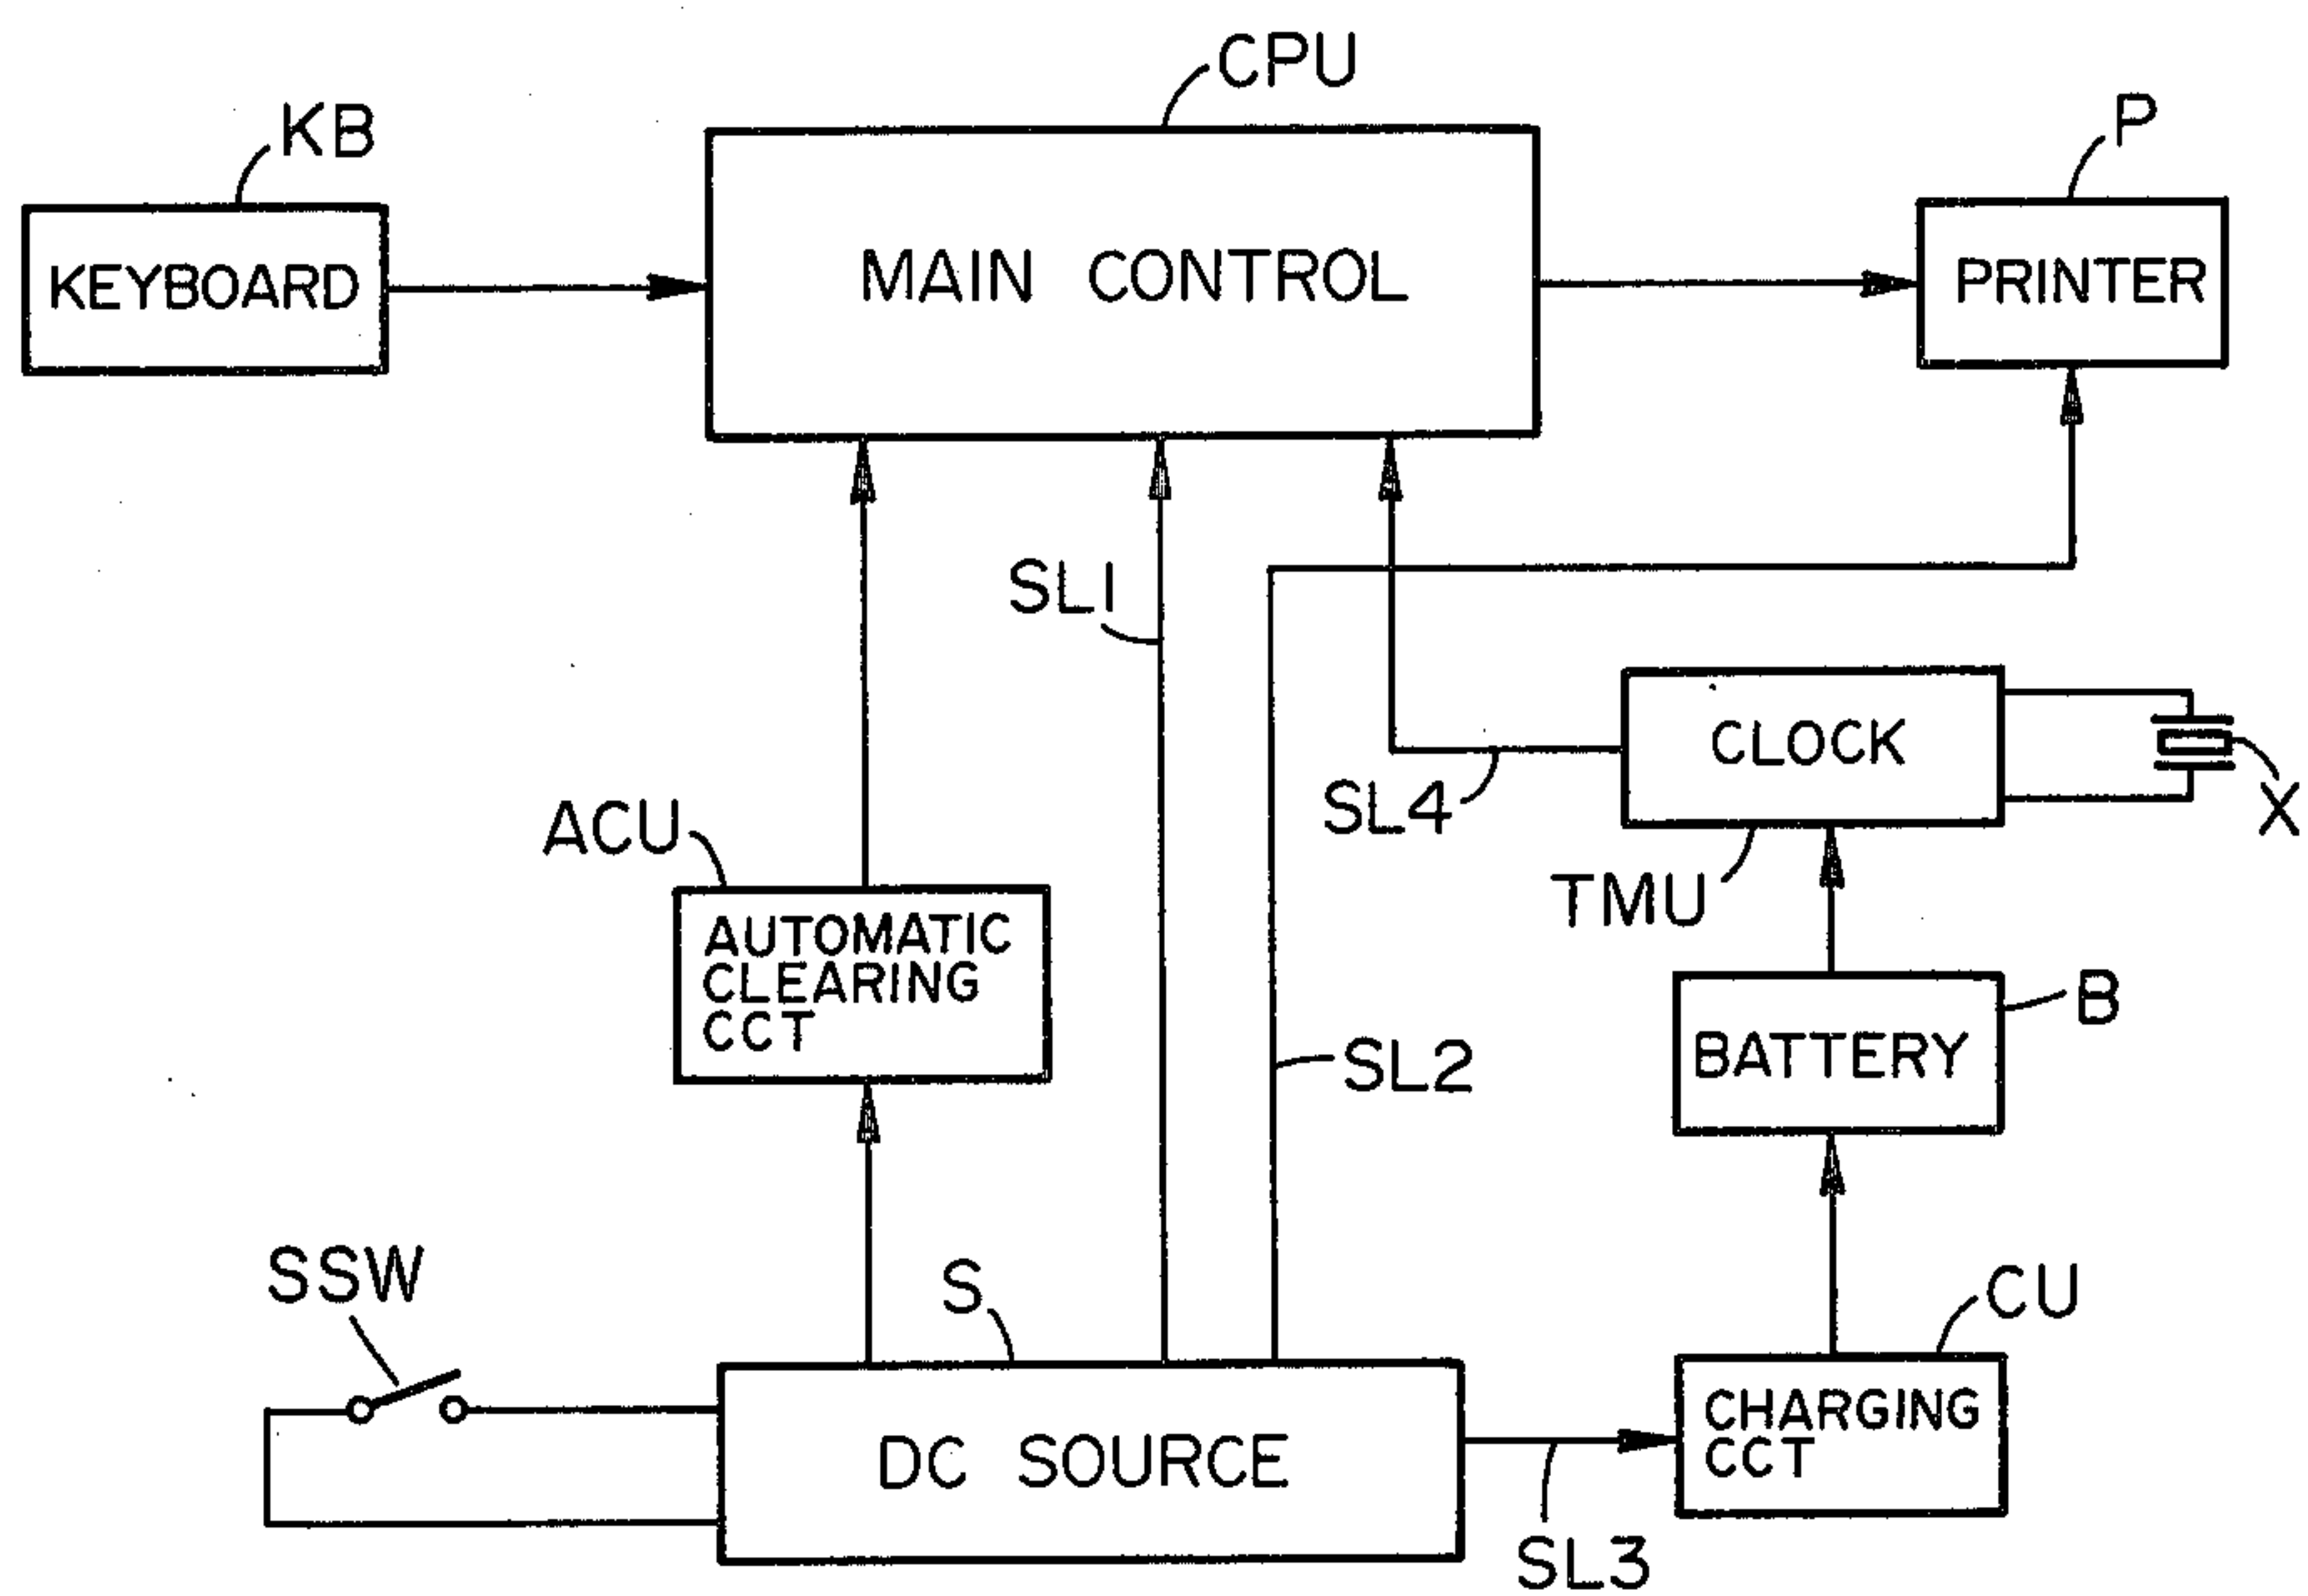 CPU
KB
P
KEYBOARD
MAIN CONTROL
PRINTER
SL1
CLOCK
SL4
X
ACU
TMU
AUTOMATIC
CLEARING
CCT
B
BATTERY
SL2
SSW
S
CU
DC SOURCE
CHARGING
CCT
SL3